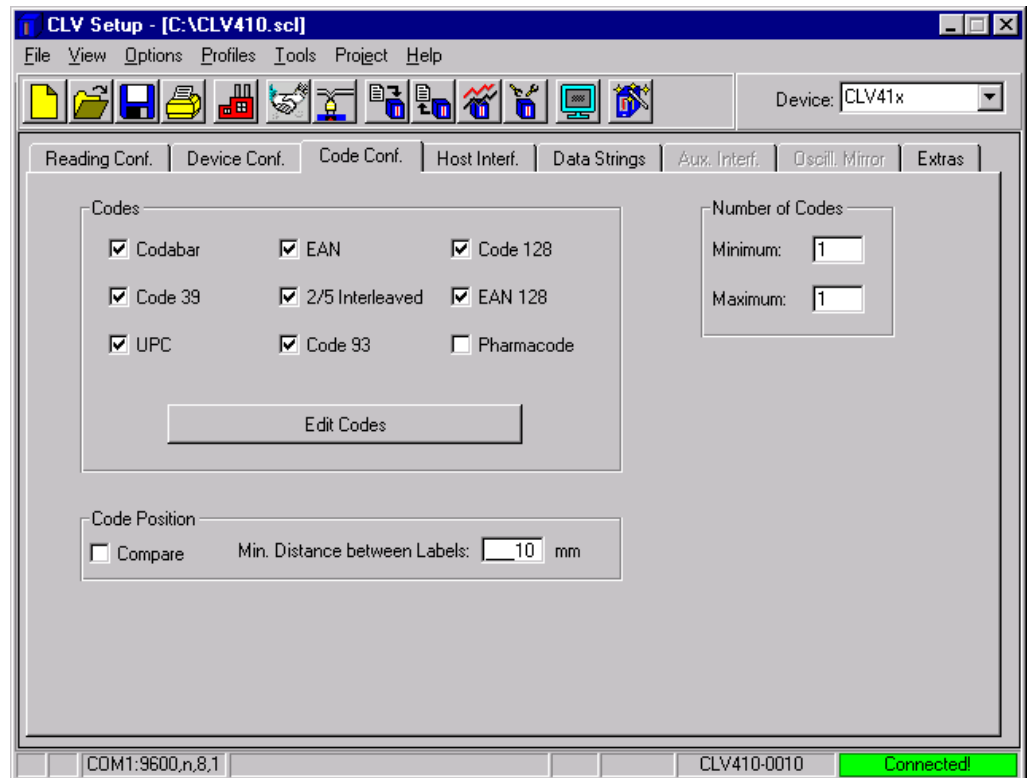 CLV Setup - [C:\CLV410.scl]
File View Options Profiles Tools Project Help
Device: CLV41x
Reading Conf. Device Conf. Code Conf. Host Interf. Data Strings Aux. Interf. Oscill. Mirror Extras
Codes Number of Codes
Codabar EAN Code 128 Minimum: 1
Code 39 2/5 Interleaved EAN 128 Maximum: 1
UPC Code 93 Pharmacode
Edit Codes
Code Position
Compare Min. Distance between Labels: ___10 mm
COM1:9600,n,8,1 CLV410-0010 Connected!